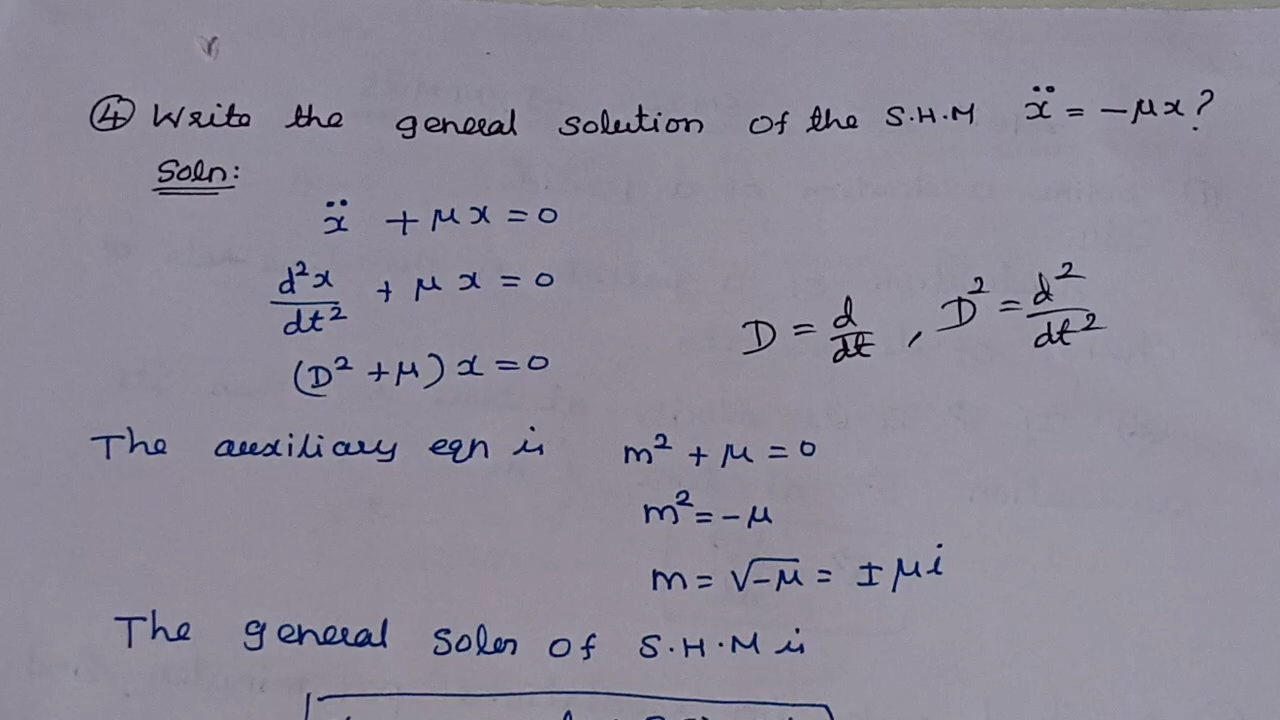 ④ Write the general solution of the S.H.M ẍ = -μx?
Soln:
ẍ + μx = 0
d²x/dt² + μx = 0
D = d/dt , D² = d²/dt²
(D² + μ) x = 0
The auxiliary eqn is m² + μ = 0
m² = -μ
m = √-μ = ± μi
The general soln of S.H.M is